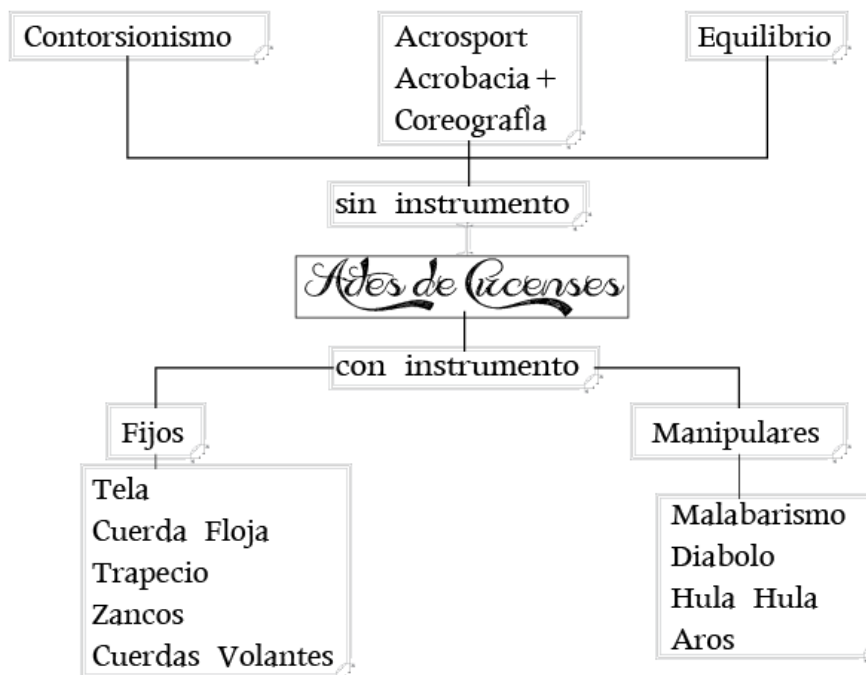 Contorsionismo
Acrosport
Acrobacia +
Coreografìa
Equilibrio
sin instrumento
Artes de Circenses
con instrumento
Fijos
Manipulares
Tela
Cuerda Floja
Trapecio
Zancos
Cuerdas Volantes
Malabarismo
Diabolo
Hula Hula
Aros